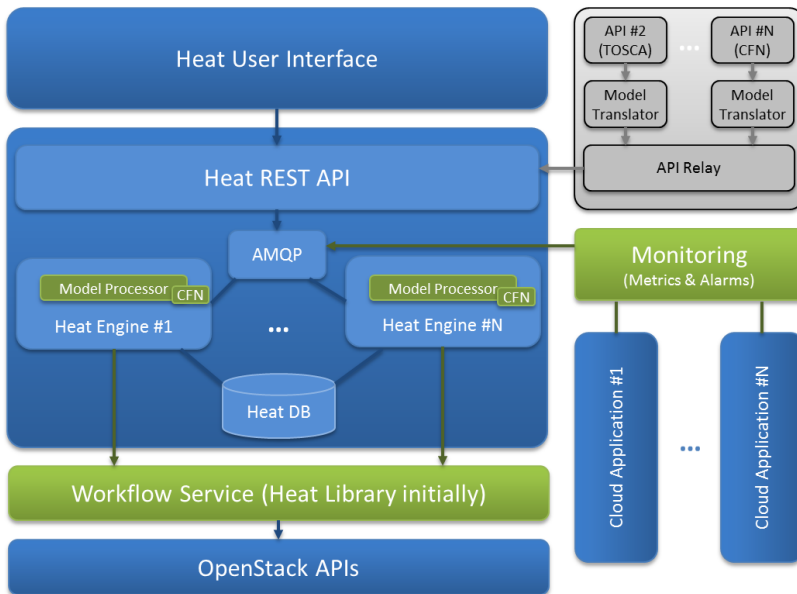 Heat User Interface
API #2
(TOSCA)
...
API #N
(CFN)
Model
Translator
Model
Translator
API Relay
Heat REST API
AMQP
Monitoring
(Metrics & Alarms)
Model Processor
CFN
Heat Engine #1
...
Model Processor
CFN
Heat Engine #N
Heat DB
Cloud Application #1
...
Cloud Application #N
Workflow Service (Heat Library initially)
OpenStack APIs